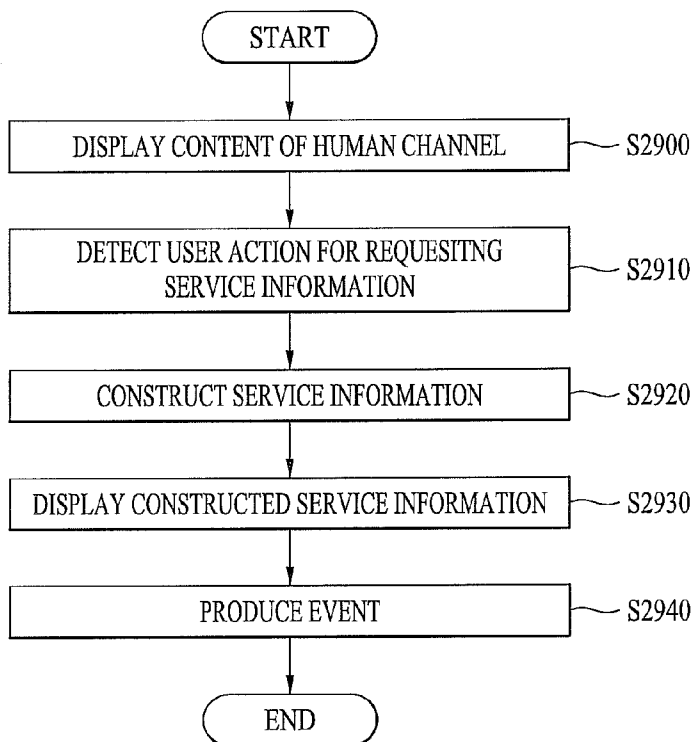 START
DISPLAY CONTENT OF HUMAN CHANNEL
S2900
DETECT USER ACTION FOR REQUESITNG
SERVICE INFORMATION
S2910
CONSTRUCT SERVICE INFORMATION
S2920
DISPLAY CONSTRUCTED SERVICE INFORMATION
S2930
PRODUCE EVENT
S2940
END